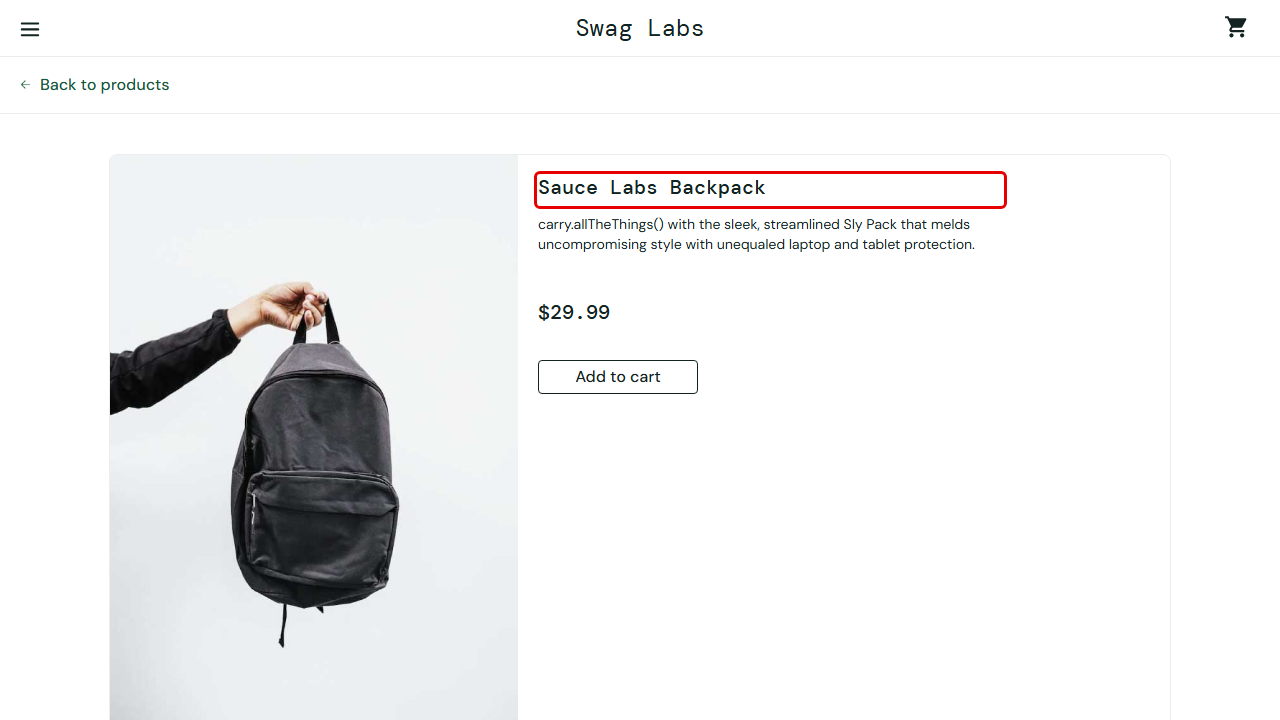 Swag Labs
Back to products
Sauce Labs Backpack
carry.allTheThings() with the sleek, streamlined Sly Pack that melds
uncompromising style with unequaled laptop and tablet protection.
$29.99
Add to cart